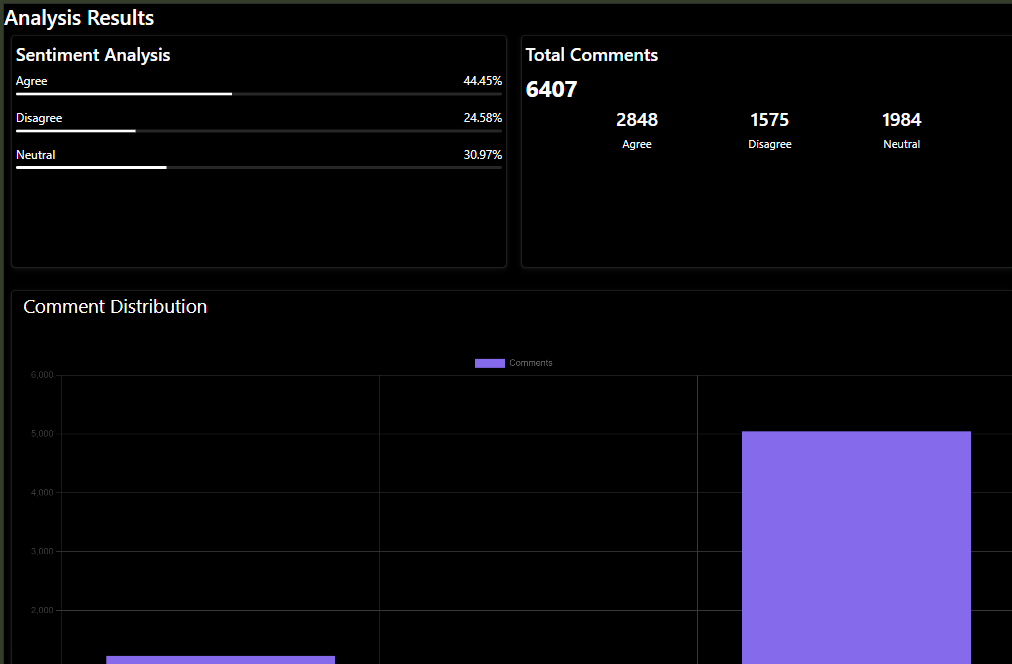 Analysis Results
Sentiment Analysis
Agree 44.45%
Disagree 24.58%
Neutral 30.97%
Total Comments
6407
2848 1575 1984
Agree Disagree Neutral
Comment Distribution
Comments
6,000
5,000
4,000
3,000
2,000